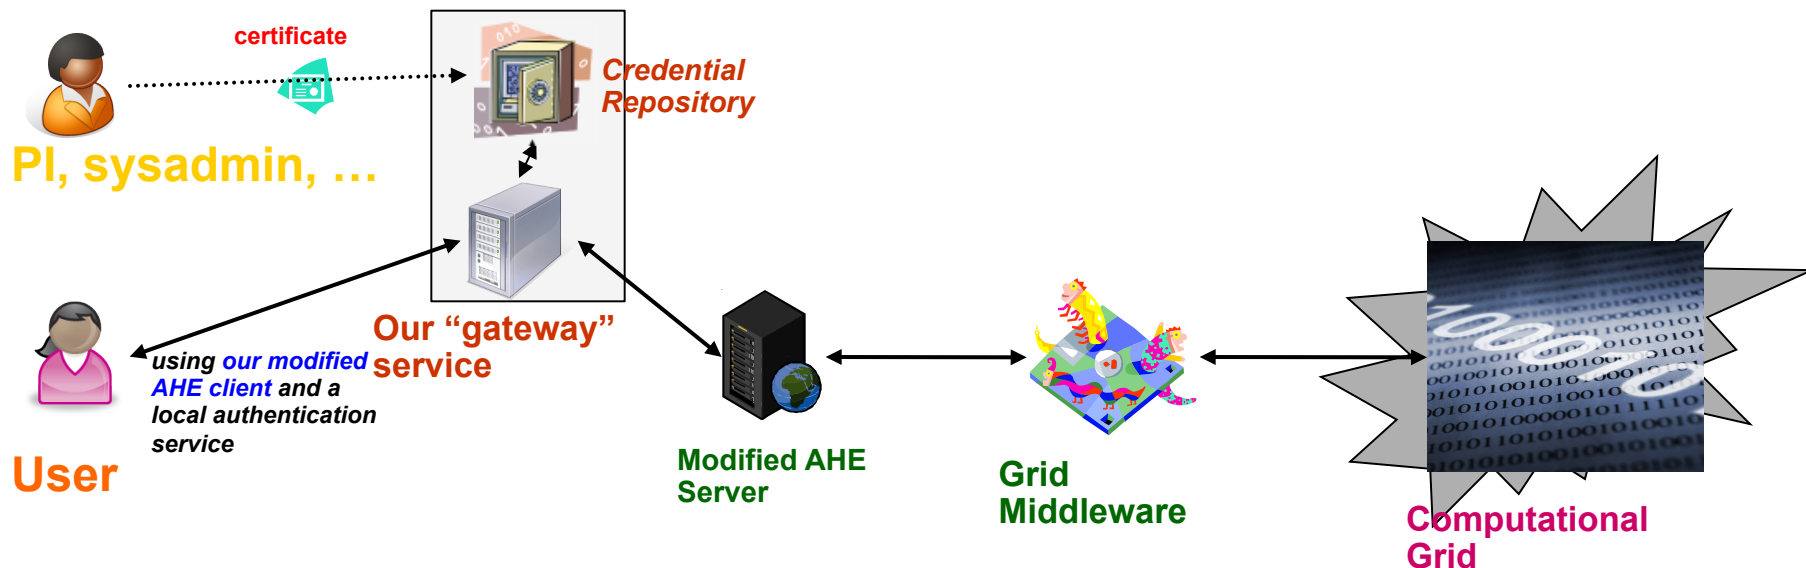 certificate
Credential
Repository
PI, sysadmin, …
Our “gateway”
service
using our modified
AHE client and a
local authentication
service
User
Modified AHE
Server
Grid
Middleware
Computational
Grid